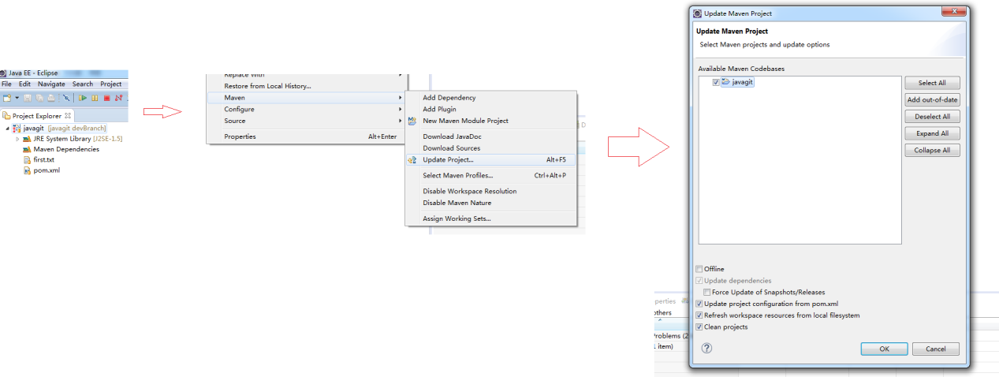 Java EE - Eclipse
File Edit Navigate Search Project
Project Explorer
javagit [javagit devBranch]
JRE System Library [J2SE-1.5]
Maven Dependencies
first.txt
pom.xml
Replace With
Restore from Local History...
Maven
Configure
Source
Properties Alt+Enter
Add Dependency
Add Plugin
New Maven Module Project
Download JavaDoc
Download Sources
Update Project... Alt+F5
Select Maven Profiles... Ctrl+Alt+P
Disable Workspace Resolution
Disable Maven Nature
Assign Working Sets...
D
Update Maven Project
Update Maven Project
Select Maven projects and update options
Available Maven Codebases
javagit
Select All
Add out-of-date
Deselect All
Expand All
Collapse All
Offline
Update dependencies
Force Update of Snapshots/Releases
Update project configuration from pom.xml
Refresh workspace resources from local filesystem
Clean projects
OK Cancel
perties
others
Problems (2
1 item)